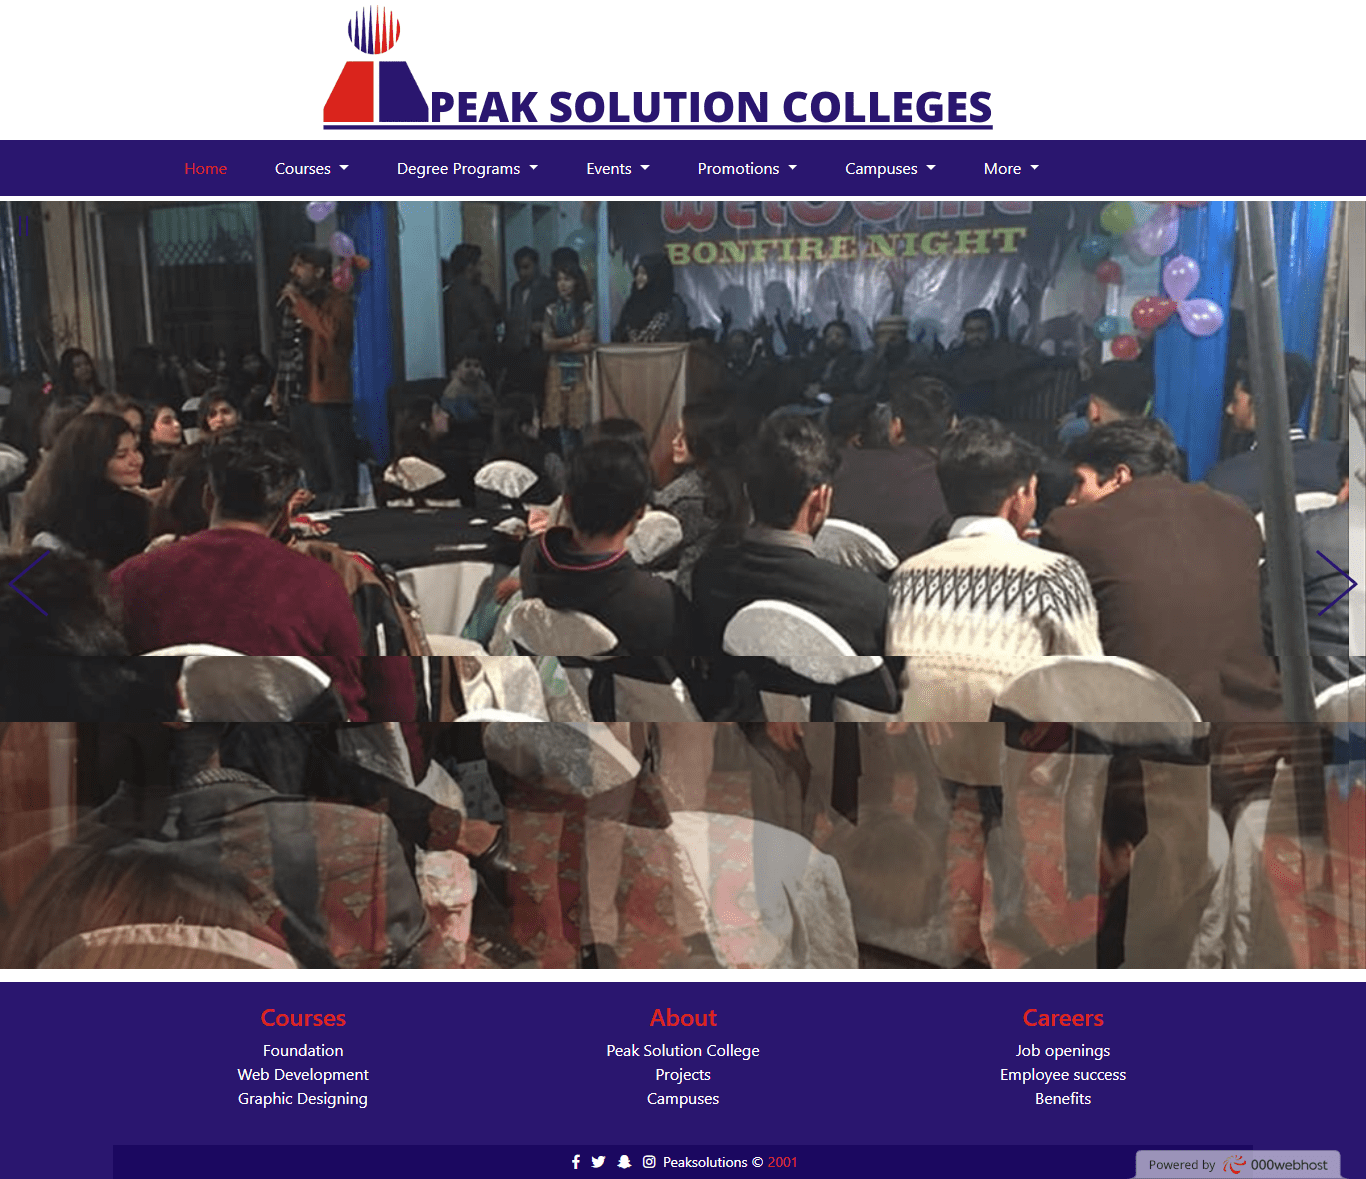 PEAK SOLUTION COLLEGES
Home Courses Degree Programs Events Promotions Campuses More
WELCOME
BONFIRE NIGHT
Courses About Careers
Foundation Peak Solution College Job openings
Web Development Projects Employee success
Graphic Designing Campuses Benefits
Peaksolutions © 2001
Powered by 000webhost